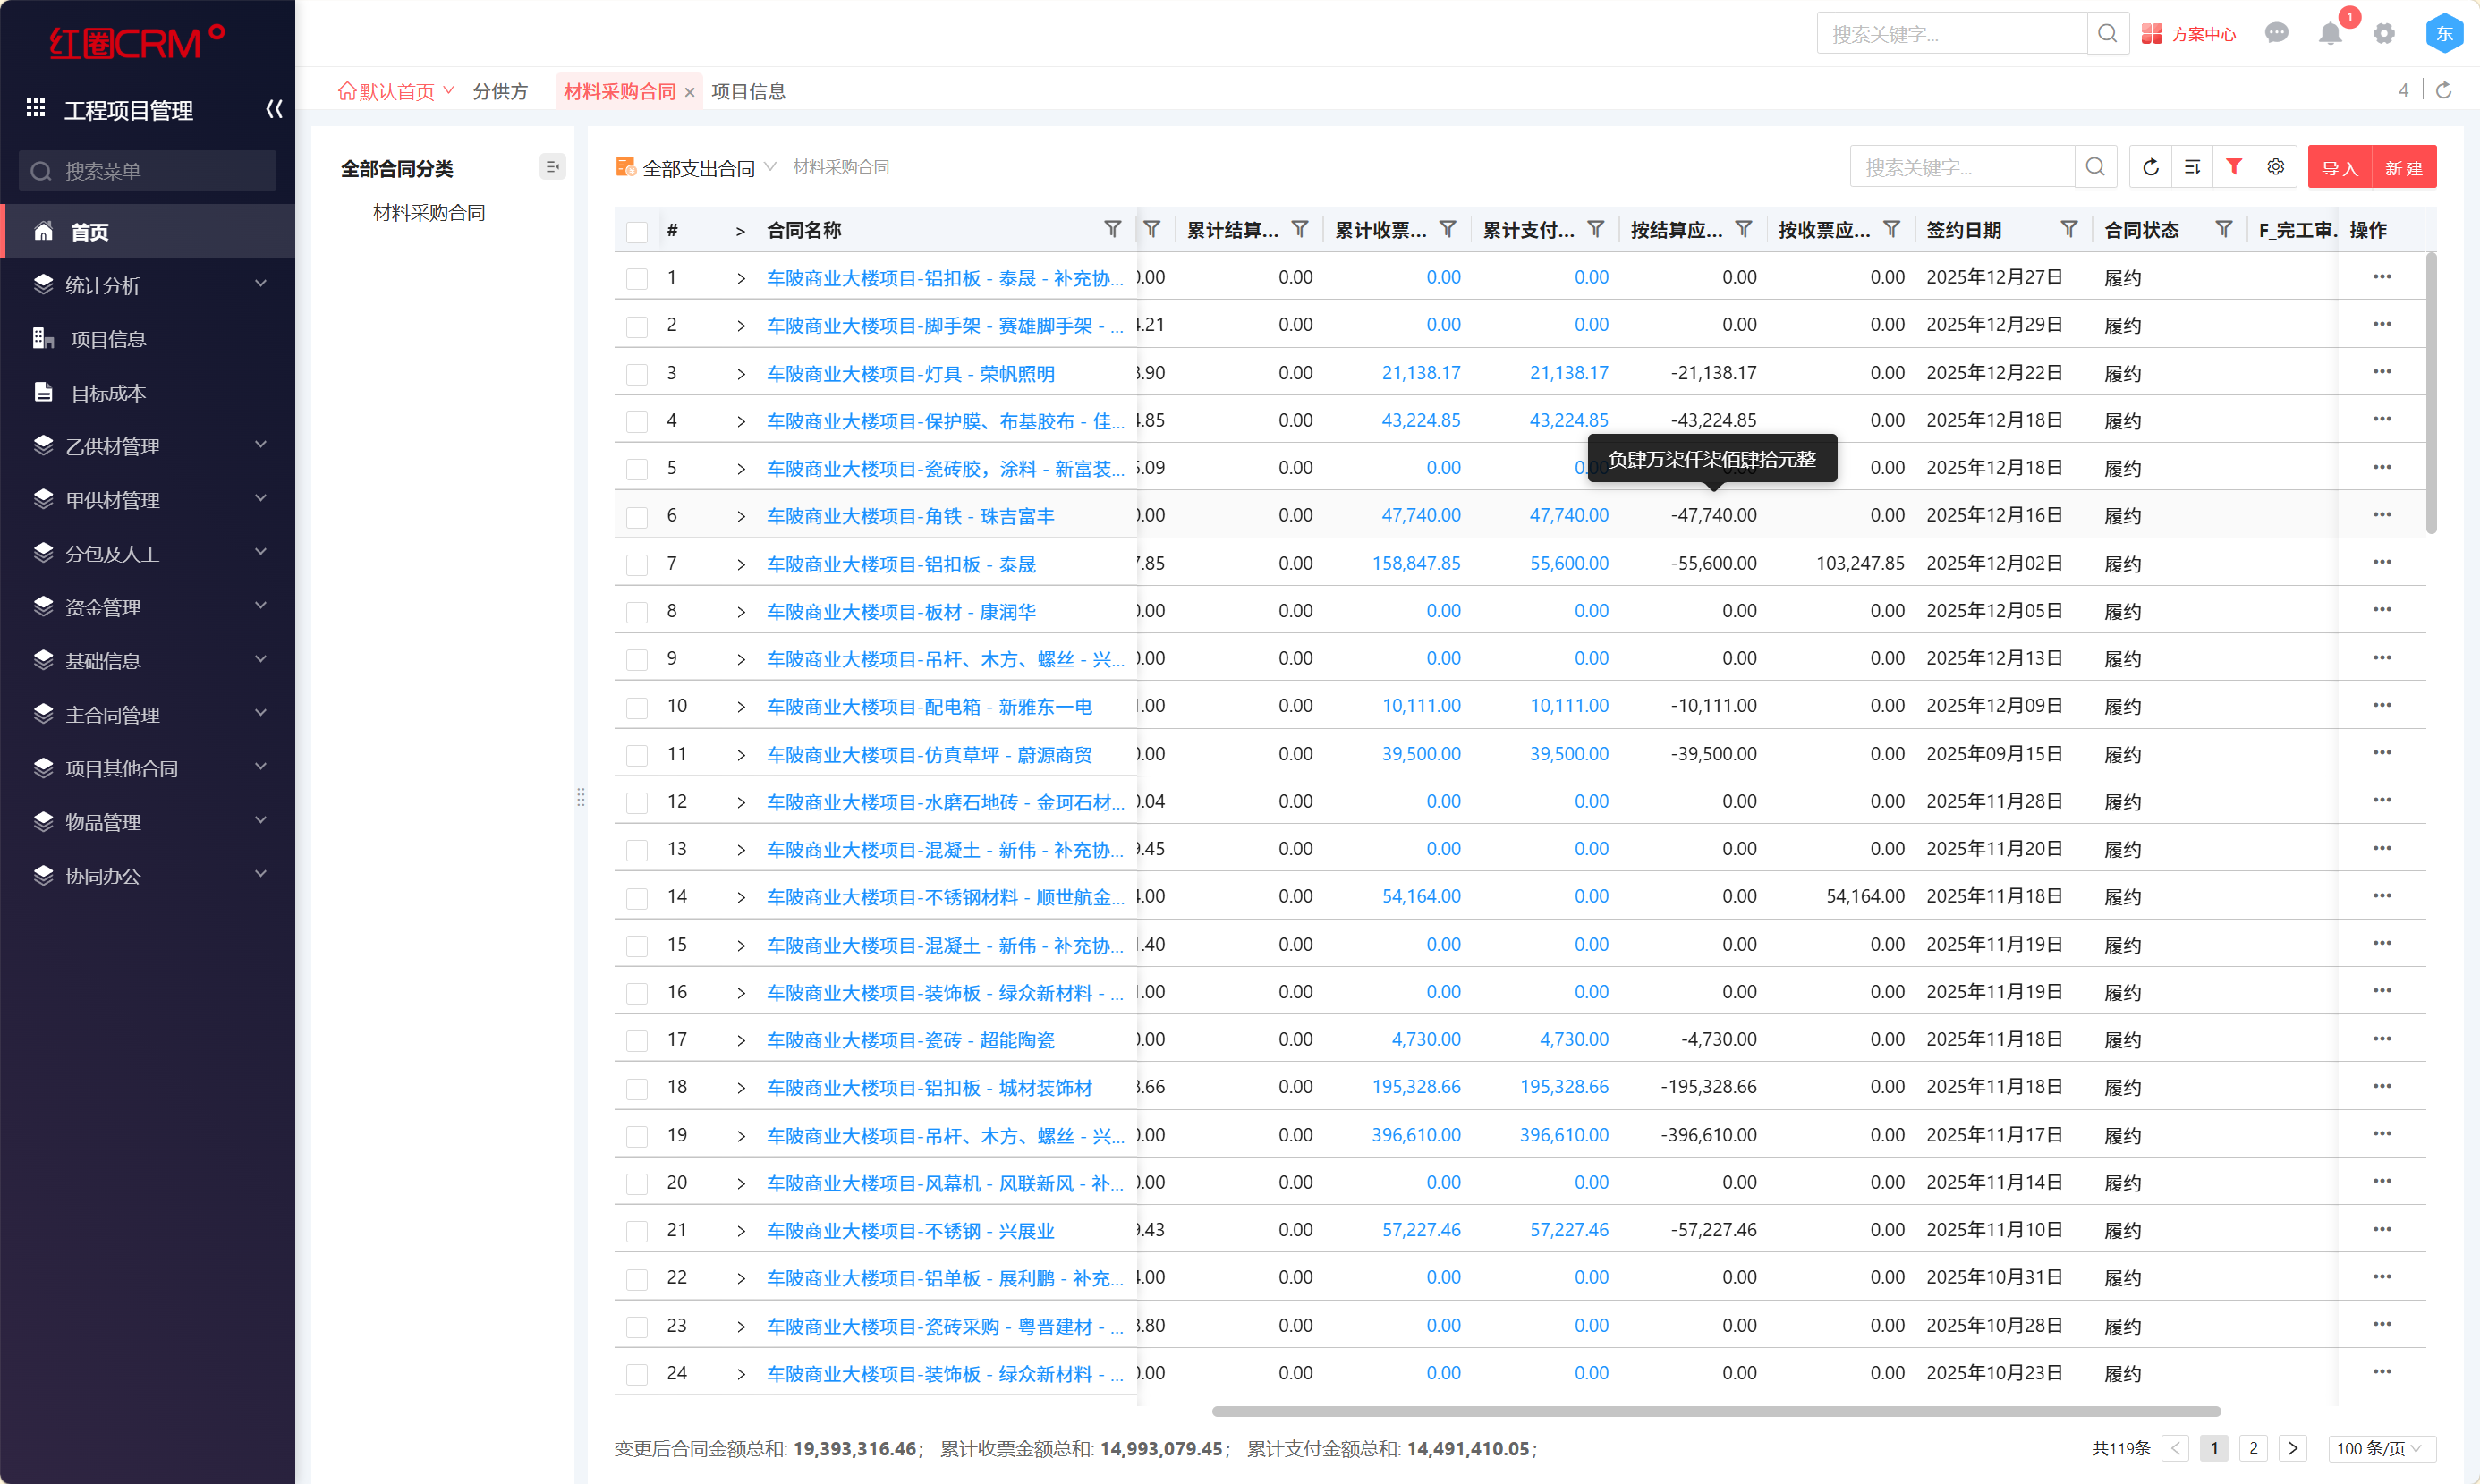 红圈CRM
搜索关键字...
方案中心
1
东
工程项目管理
默认首页 分供方 材料采购合同 项目信息
4
搜索菜单
首页
统计分析
项目信息
目标成本
乙供材管理
甲供材管理
分包及人工
资金管理
基础信息
主合同管理
项目其他合同
物品管理
协同办公
全部合同分类
材料采购合同
全部支出合同 材料采购合同
搜索关键字...
导入 新建
# > 合同名称 累计结算... 累计收票... 累计支付... 按结算应... 按收票应... 签约日期 合同状态 F_完工审. 操作
1 > 车陂商业大楼项目-铝扣板 - 泰晟 - 补充协... .00 0.00 0.00 0.00 0.00 0.00 2025年12月27日 履约 •••
2 > 车陂商业大楼项目-脚手架 - 赛雄脚手架 - ... .21 0.00 0.00 0.00 0.00 0.00 2025年12月29日 履约 •••
3 > 车陂商业大楼项目-灯具 - 荣帆照明 .90 0.00 21,138.17 21,138.17 -21,138.17 0.00 2025年12月22日 履约 •••
4 > 车陂商业大楼项目-保护膜、布基胶布 - 佳... .85 0.00 43,224.85 43,224.85 -43,224.85 0.00 2025年12月18日 履约 •••
5 > 车陂商业大楼项目-瓷砖胶，涂料 - 新富装... .09 0.00 0.00 0.0 0.00 2025年12月18日 履约 •••
负肆万柒仟柒佰肆拾元整
6 > 车陂商业大楼项目-角铁 - 珠吉富丰 .00 0.00 47,740.00 47,740.00 -47,740.00 0.00 2025年12月16日 履约 •••
7 > 车陂商业大楼项目-铝扣板 - 泰晟 .85 0.00 158,847.85 55,600.00 -55,600.00 103,247.85 2025年12月02日 履约 •••
8 > 车陂商业大楼项目-板材 - 康润华 .00 0.00 0.00 0.00 0.00 0.00 2025年12月05日 履约 •••
9 > 车陂商业大楼项目-吊杆、木方、螺丝 - 兴... .00 0.00 0.00 0.00 0.00 0.00 2025年12月13日 履约 •••
10 > 车陂商业大楼项目-配电箱 - 新雅东一电 .00 0.00 10,111.00 10,111.00 -10,111.00 0.00 2025年12月09日 履约 •••
11 > 车陂商业大楼项目-仿真草坪 - 蔚源商贸 .00 0.00 39,500.00 39,500.00 -39,500.00 0.00 2025年09月15日 履约 •••
12 > 车陂商业大楼项目-水磨石地砖 - 金珂石材... .04 0.00 0.00 0.00 0.00 0.00 2025年11月28日 履约 •••
13 > 车陂商业大楼项目-混凝土 - 新伟 - 补充协... .45 0.00 0.00 0.00 0.00 0.00 2025年11月20日 履约 •••
14 > 车陂商业大楼项目-不锈钢材料 - 顺世航金... .00 0.00 54,164.00 0.00 0.00 54,164.00 2025年11月18日 履约 •••
15 > 车陂商业大楼项目-混凝土 - 新伟 - 补充协... .40 0.00 0.00 0.00 0.00 0.00 2025年11月19日 履约 •••
16 > 车陂商业大楼项目-装饰板 - 绿众新材料 - ... .00 0.00 0.00 0.00 0.00 0.00 2025年11月19日 履约 •••
17 > 车陂商业大楼项目-瓷砖 - 超能陶瓷 .00 0.00 4,730.00 4,730.00 -4,730.00 0.00 2025年11月18日 履约 •••
18 > 车陂商业大楼项目-铝扣板 - 城材装饰材 .66 0.00 195,328.66 195,328.66 -195,328.66 0.00 2025年11月18日 履约 •••
19 > 车陂商业大楼项目-吊杆、木方、螺丝 - 兴... .00 0.00 396,610.00 396,610.00 -396,610.00 0.00 2025年11月17日 履约 •••
20 > 车陂商业大楼项目-风幕机 - 风联新风 - 补... .00 0.00 0.00 0.00 0.00 0.00 2025年11月14日 履约 •••
21 > 车陂商业大楼项目-不锈钢 - 兴展业 .43 0.00 57,227.46 57,227.46 -57,227.46 0.00 2025年11月10日 履约 •••
22 > 车陂商业大楼项目-铝单板 - 展利鹏 - 补充... .00 0.00 0.00 0.00 0.00 0.00 2025年10月31日 履约 •••
23 > 车陂商业大楼项目-瓷砖采购 - 粤晋建材 - ... .80 0.00 0.00 0.00 0.00 0.00 2025年10月28日 履约 •••
24 > 车陂商业大楼项目-装饰板 - 绿众新材料 - ... .00 0.00 0.00 0.00 0.00 0.00 2025年10月23日 履约 •••
变更后合同金额总和: 19,393,316.46； 累计收票金额总和: 14,993,079.45； 累计支付金额总和: 14,491,410.05；
共119条 < 1 2 > 100 条/页